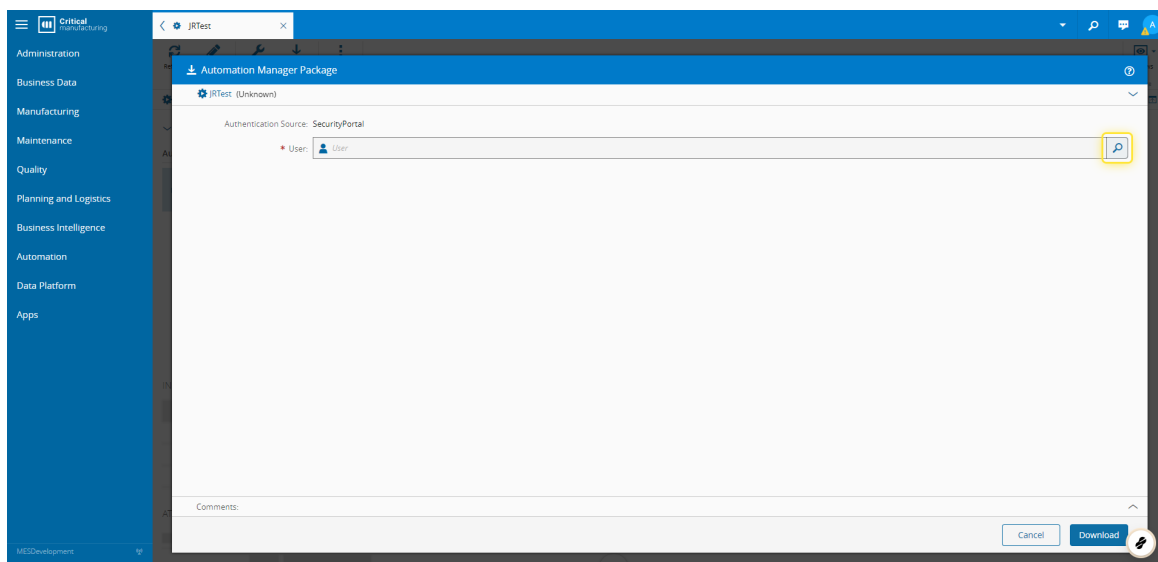 Critical
manufacturing
JRTest
A
Administration
Business Data
Manufacturing
Maintenance
Quality
Planning and Logistics
Business Intelligence
Automation
Data Platform
Apps
MESDevelopment
Automation Manager Package
JRTest (Unknown)
Authentication Source: SecurityPortal
* User: User
Comments:
Cancel Download